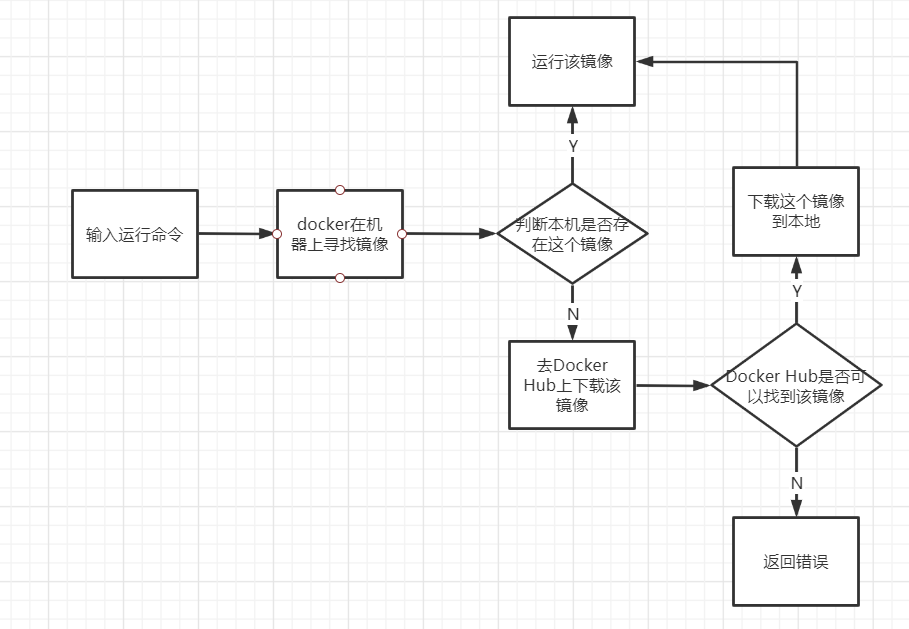 运行该镜像
Y
输入运行命令
docker在机
器上寻找镜像
判断本机是否存
在这个镜像
下载这个镜像
到本地
Y
N
去Docker
Hub上下载该
镜像
Docker Hub是否可
以找到该镜像
N
返回错误